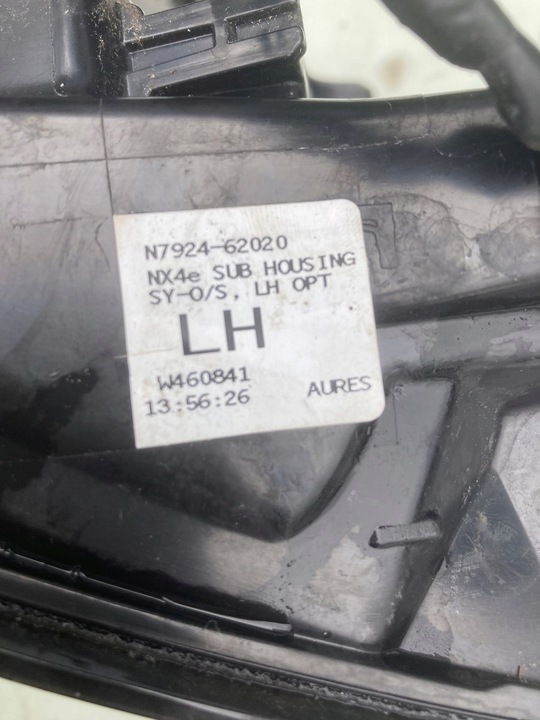 N7924-62020
NX4e SUB HOUSING
SY-O/S, LH OPT
LH
W460841
13:56:26 AURES